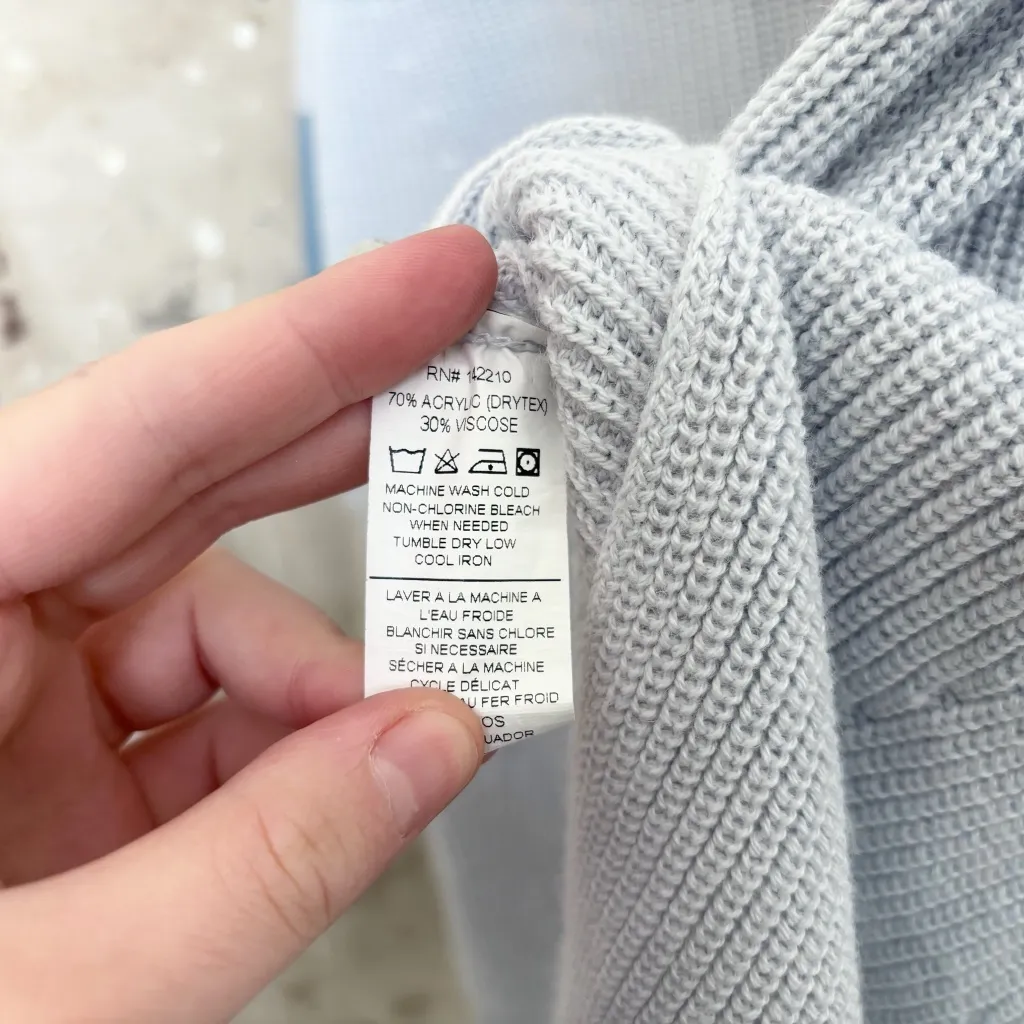 RN# 142210
70% ACRYLIC (DRYTEX)
30% VISCOSE
MACHINE WASH COLD
NON-CHLORINE BLEACH
WHEN NEEDED
TUMBLE DRY LOW
COOL IRON
LAVER A LA MACHINE A
L'EAU FROIDE
BLANCHIR SANS CHLORE
SI NECESSAIRE
SÉCHER A LA MACHINE
CYCLE DÉLICAT
AU FER FROID